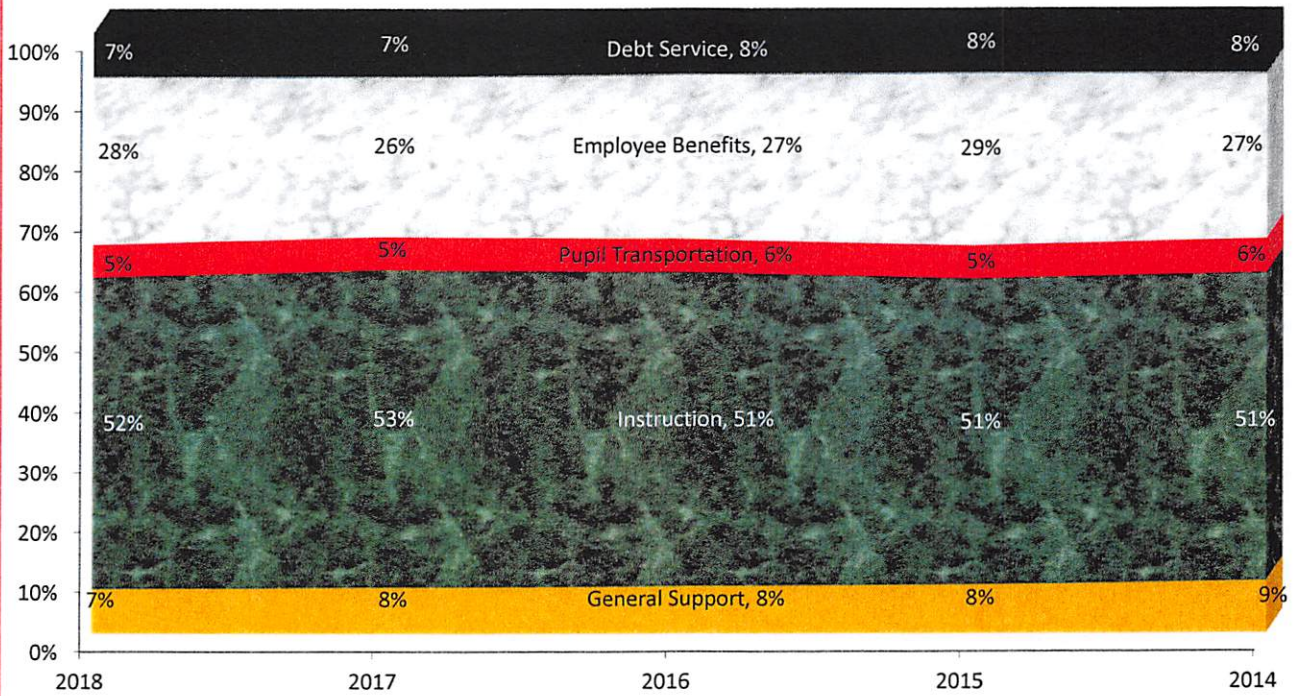 100%
90%
80%
70%
60%
50%
40%
30%
20%
10%
0%
7% 7% Debt Service, 8% 8% 8%
28% 26% Employee Benefits, 27% 29% 27%
5% 5% Pupil Transportation, 6% 5% 6%
52% 53% Instruction, 51% 51% 51%
7% 8% General Support, 8% 8% 9%
2018 2017 2016 2015 2014